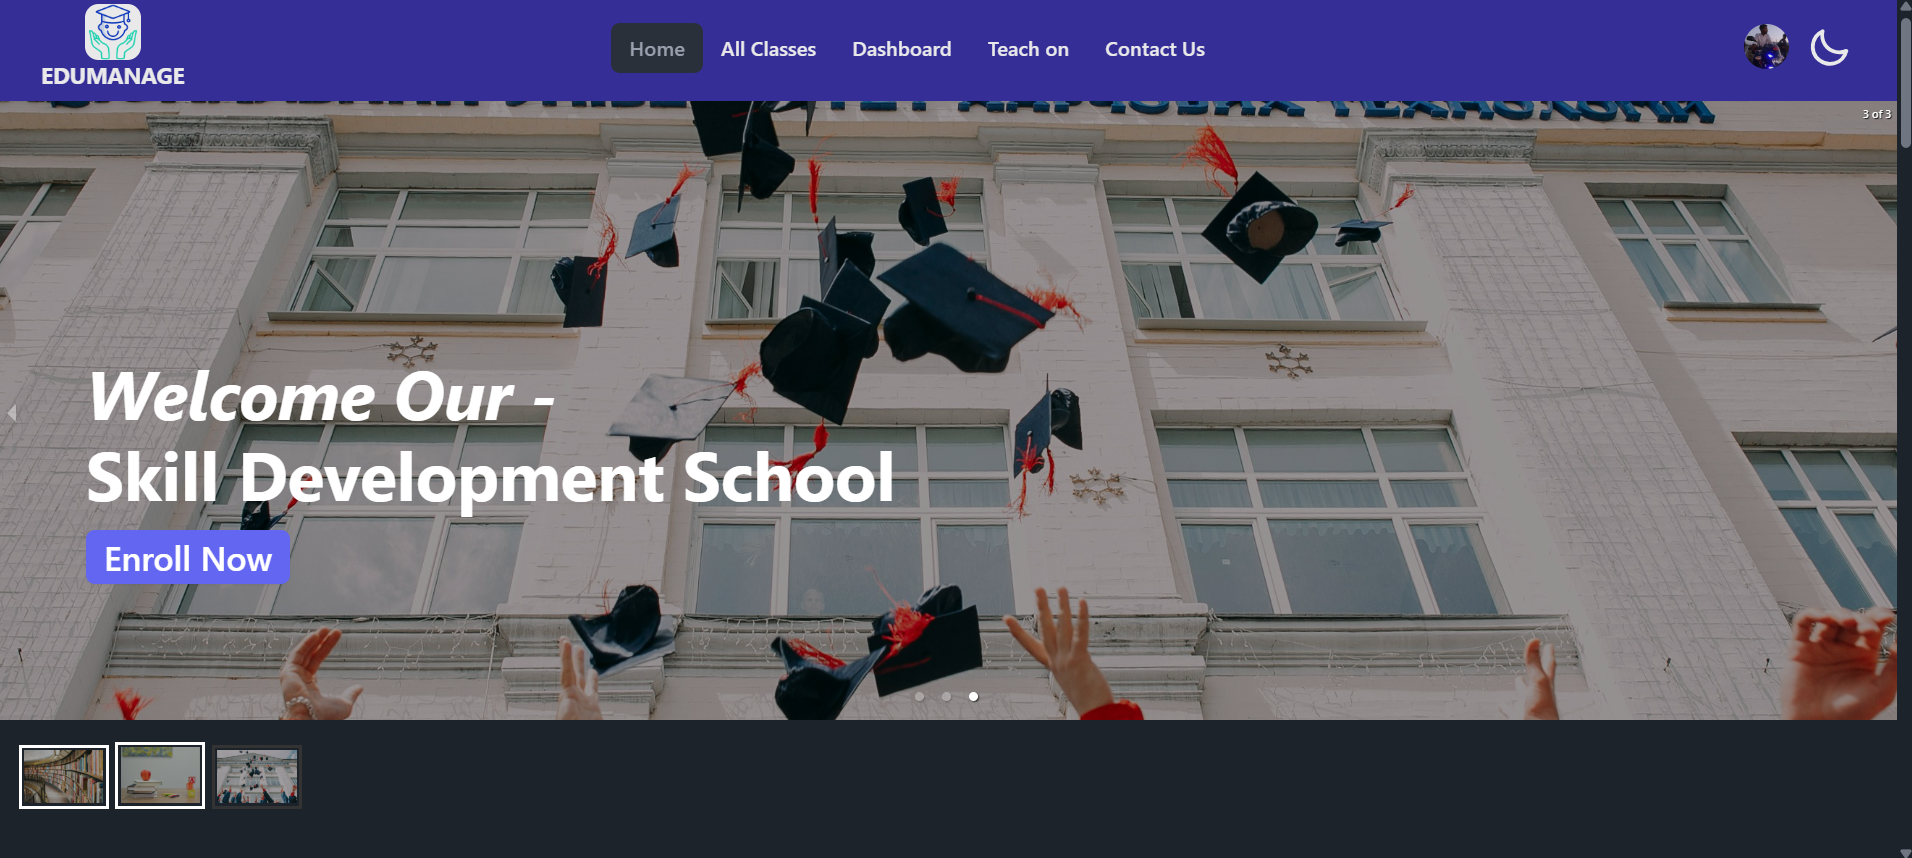 EDUMANAGE
Home
All Classes
Dashboard
Teach on
Contact Us
3 of 3
Welcome Our -
Skill Development School
Enroll Now